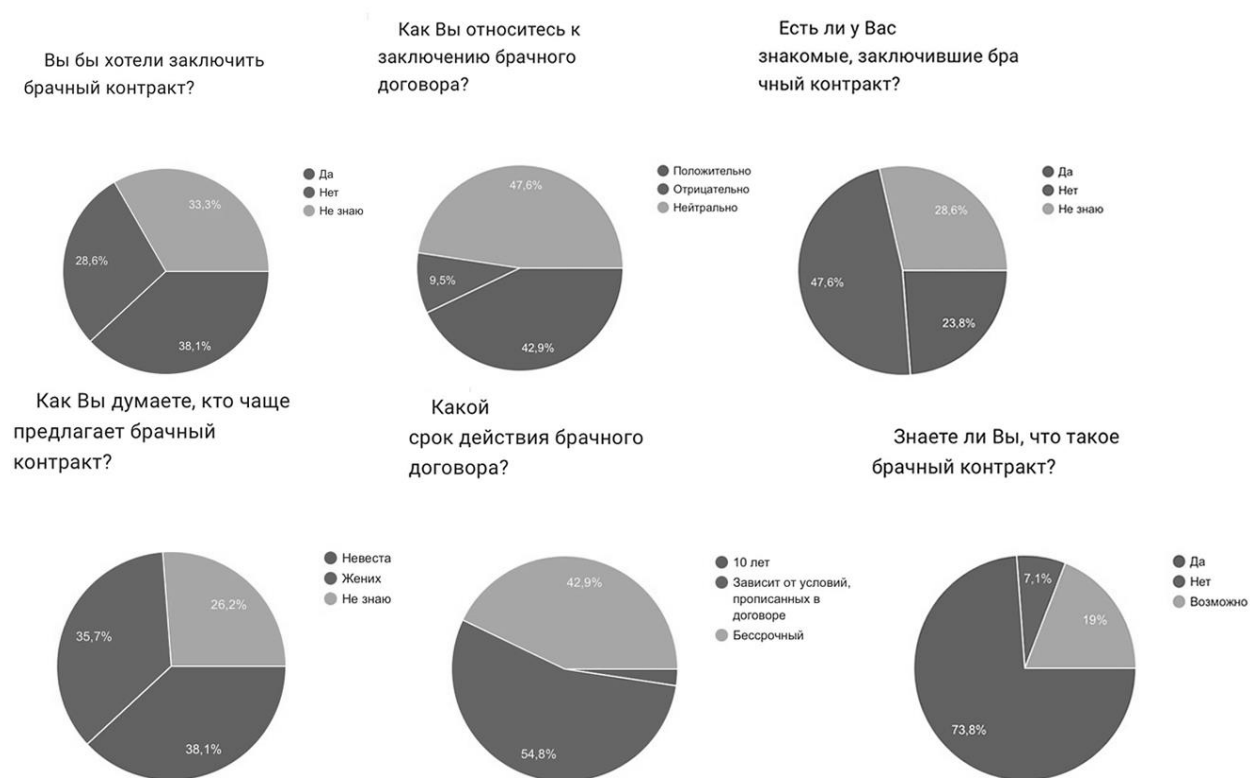 Вы бы хотели заключить
брачный контракт?
Да
Нет
Не знаю
33,3%
28,6%
38,1%
Как Вы относитесь к
заключению брачного
договора?
Положительно
Отрицательно
Нейтрально
47,6%
9,5%
42,9%
Есть ли у Вас
знакомые, заключившие бра
чный контракт?
Да
Нет
Не знаю
28,6%
47,6%
23,8%
Как Вы думаете, кто чаще
предлагает брачный
контракт?
Невеста
Жених
Не знаю
26,2%
35,7%
38,1%
Какой
срок действия брачного
договора?
10 лет
Зависит от условий,
прописанных в
договоре
Бессрочный
42,9%
54,8%
Знаете ли Вы, что такое
брачный контракт?
Да
Нет
Возможно
7,1%
19%
73,8%